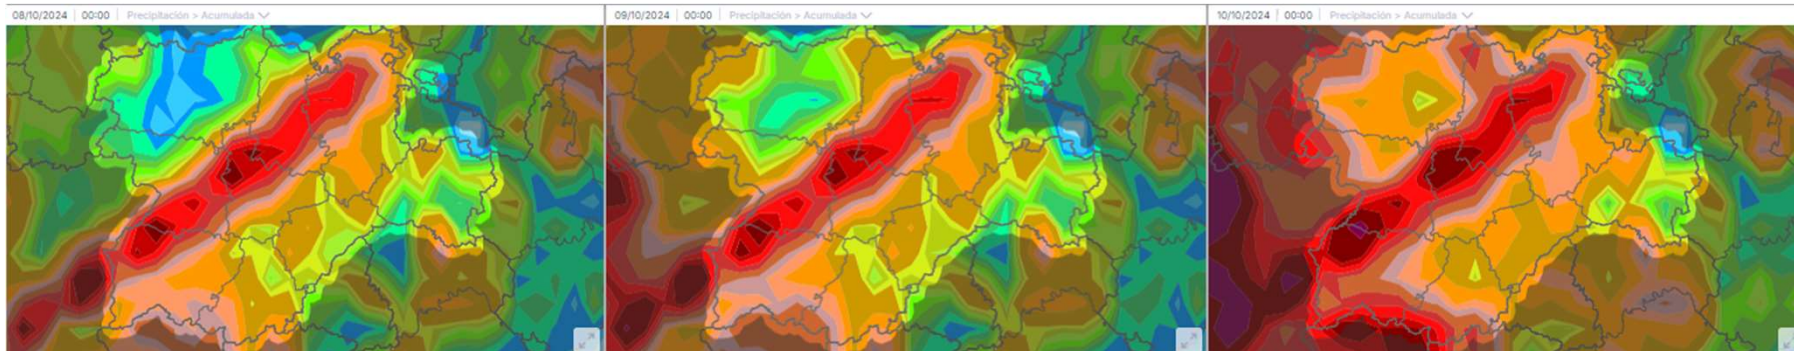 08/10/2024 00:00 Precipitación > Acumulada
09/10/2024 00:00 Precipitación > Acumulada
10/10/2024 00:00 Precipitación > Acumulada